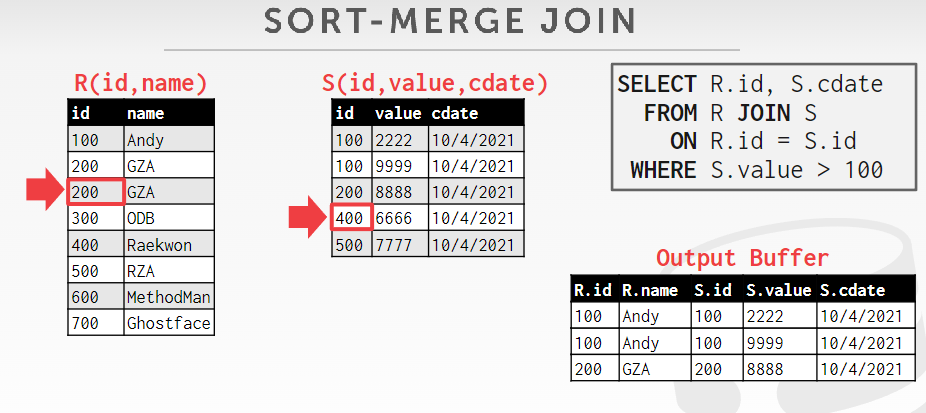 SORT-MERGE JOIN
R(id,name)
id name
100 Andy
200 GZA
200 GZA
300 ODB
400 Raekwon
500 RZA
600 MethodMan
700 Ghostface
S(id,value,cdate)
id value cdate
100 2222 10/4/2021
100 9999 10/4/2021
200 8888 10/4/2021
400 6666 10/4/2021
500 7777 10/4/2021
SELECT R.id, S.cdate
FROM R JOIN S
ON R.id = S.id
WHERE S.value > 100
Output Buffer
R.id R.name S.id S.value S.cdate
100 Andy 100 2222 10/4/2021
100 Andy 100 9999 10/4/2021
200 GZA 200 8888 10/4/2021